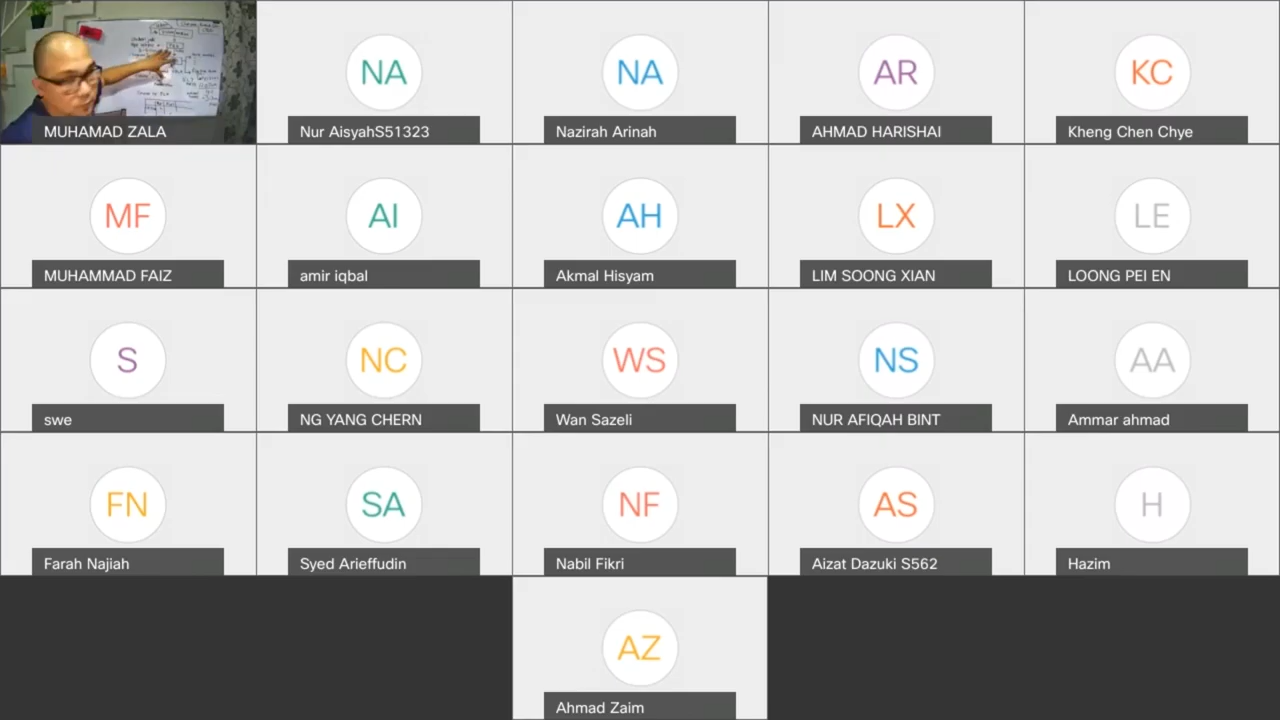 MUHAMAD ZALA
NA
Nur AisyahS51323
NA
Nazirah Arinah
AR
AHMAD HARISHAI
KC
Kheng Chen Chye
MF
MUHAMMAD FAIZ
AI
amir iqbal
AH
Akmal Hisyam
LX
LIM SOONG XIAN
LE
LOONG PEI EN
S
swe
NC
NG YANG CHERN
WS
Wan Sazeli
NS
NUR AFIQAH BINT
AA
Ammar ahmad
FN
Farah Najiah
SA
Syed Arieffudin
NF
Nabil Fikri
AS
Aizat Dazuki S562
H
Hazim
AZ
Ahmad Zaim